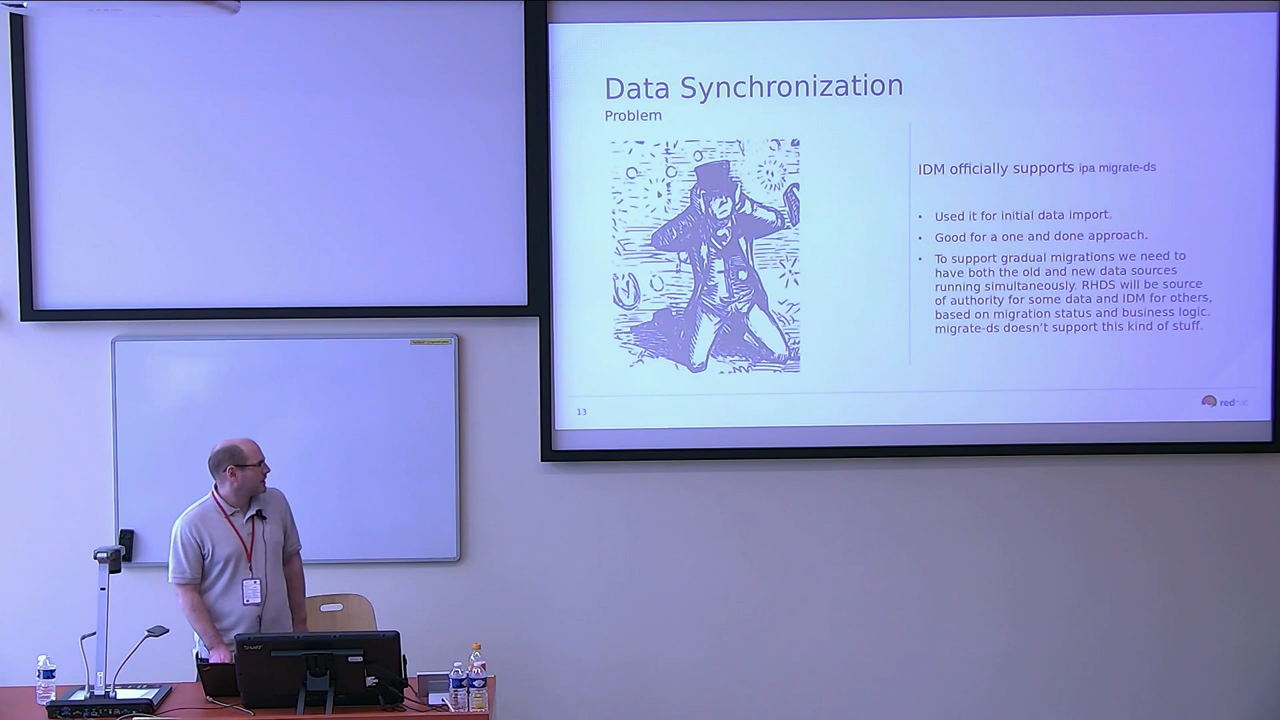 Data Synchronization
Problem
IDM officially supports ipa migrate-ds
• Used it for initial data import.
• Good for a one and done approach.
• To support gradual migrations we need to
have both the old and new data sources
running simultaneously. RHDS will be source
of authority for some data and IDM for others,
based on migration status and business logic.
migrate-ds doesn't support this kind of stuff.
13
redhat